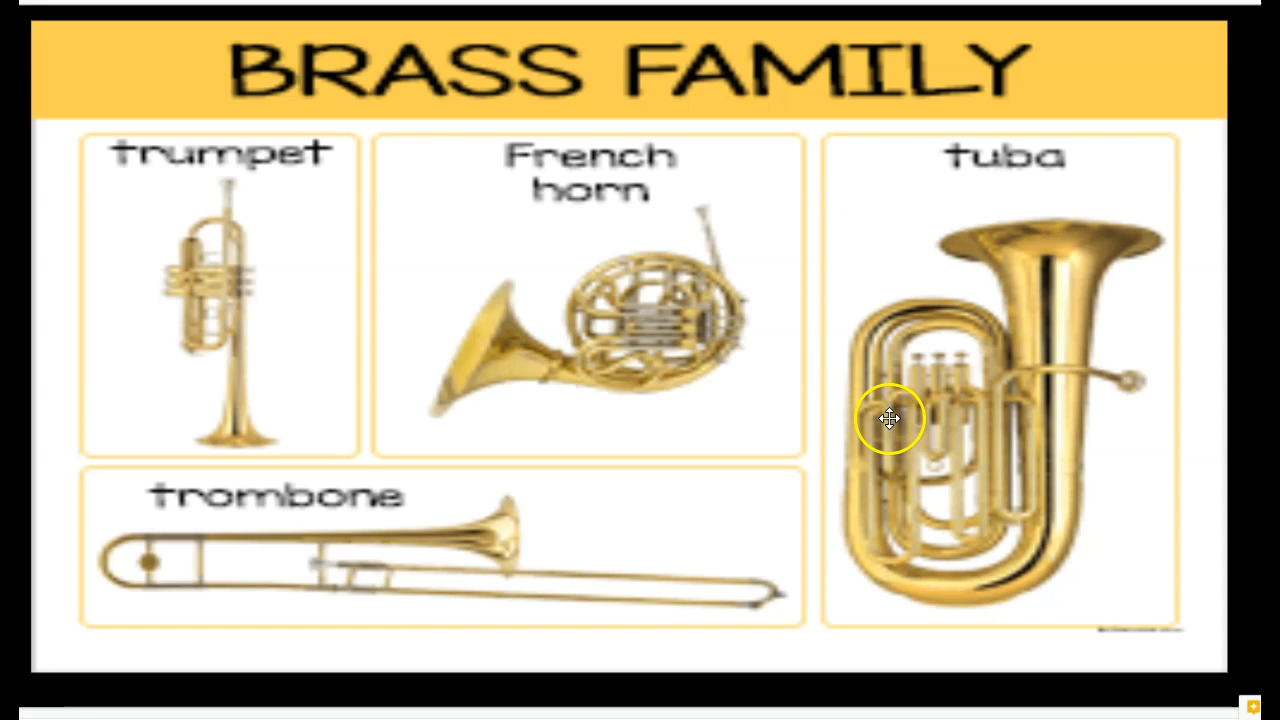 BRASS FAMILY
trumpet
French
horn
tuba
trombone